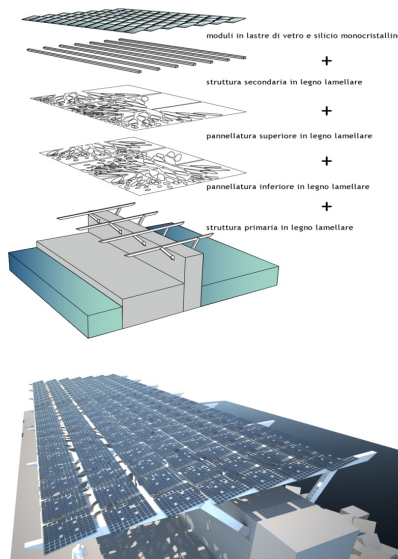 moduli in lastre di vetro e silicio monocristallino
+
struttura secondaria in legno lamellare
+
pannellatura superiore in legno lamellare
+
pannellatura inferiore in legno lamellare
+
struttura primaria in legno lamellare